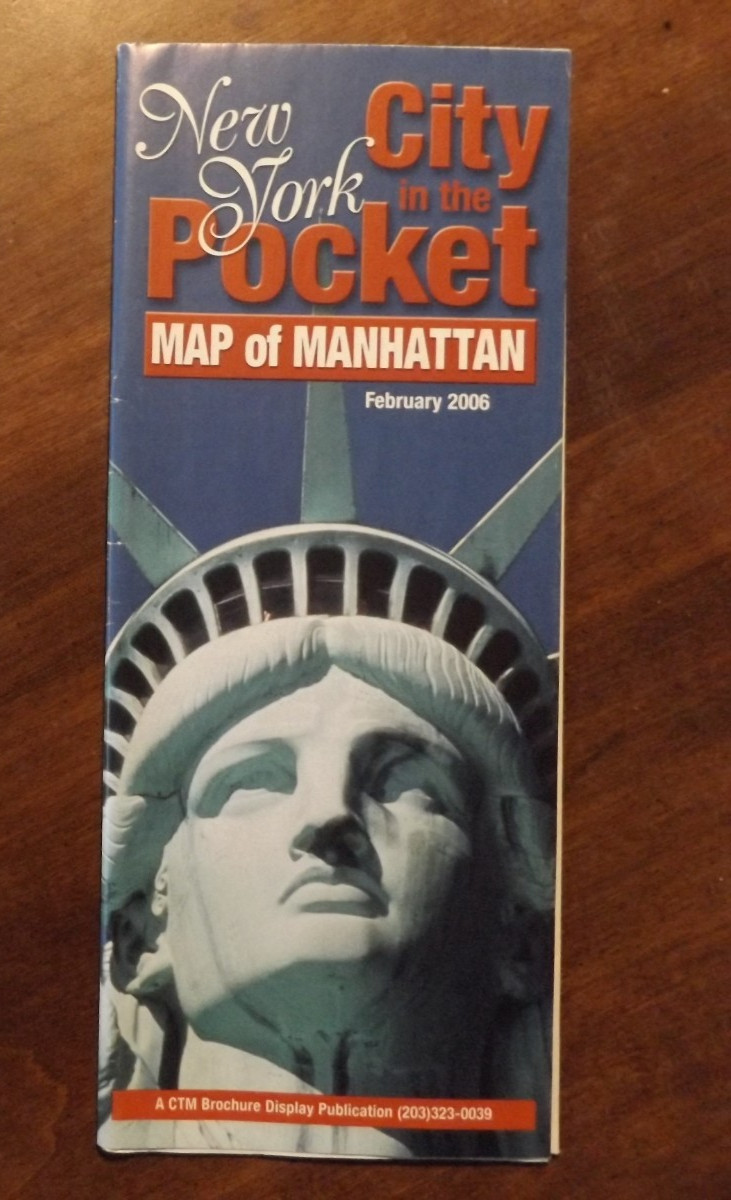 New City
York in the
Pocket
MAP of MANHATTAN
February 2006
A CTM Brochure Display Publication (203)323-0039